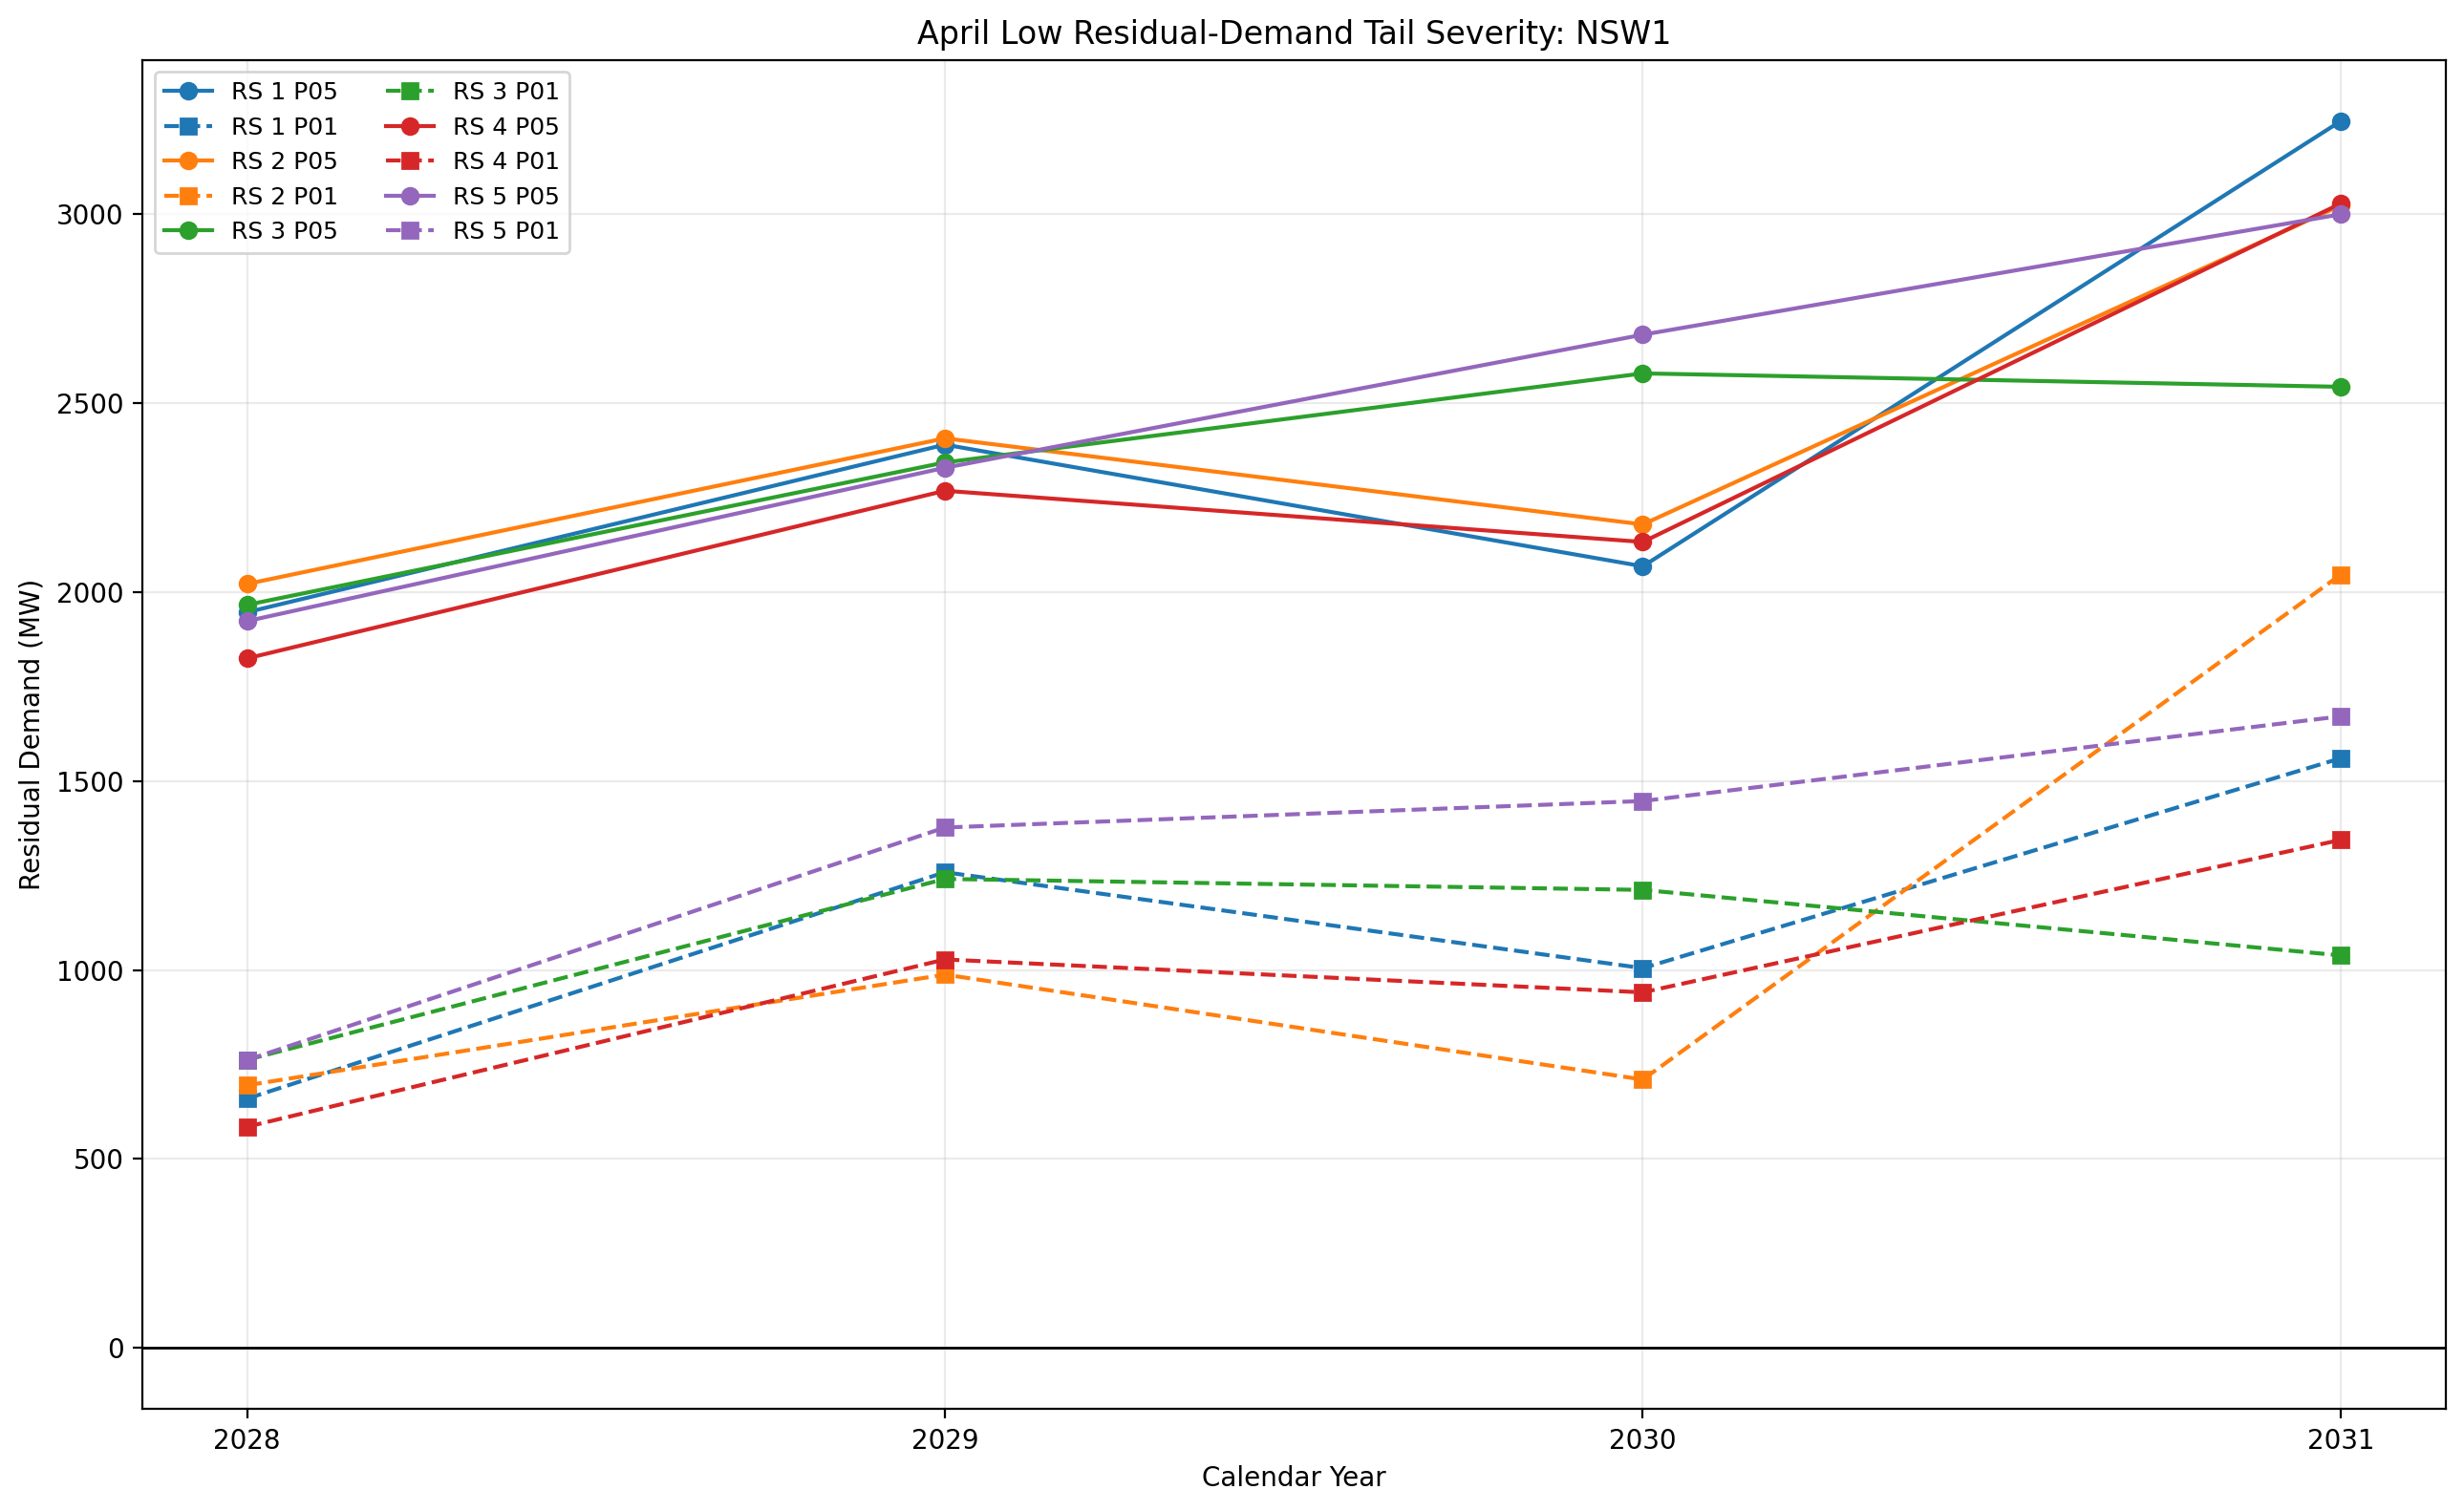 April Low Residual-Demand Tail Severity: NSW1
RS 1 P05
RS 1 P01
RS 2 P05
RS 2 P01
RS 3 P05
RS 3 P01
RS 4 P05
RS 4 P01
RS 5 P05
RS 5 P01
Residual Demand (MW)
3000
2500
2000
1500
1000
500
0
2028
2029
2030
2031
Calendar Year